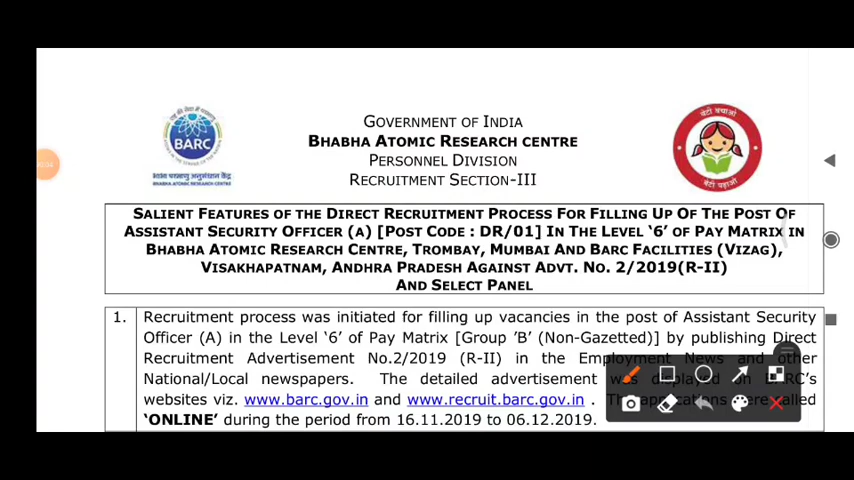 GOVERNMENT OF INDIA
BHABHA ATOMIC RESEARCH CENTRE
PERSONNEL DIVISION
RECRUITMENT SECTION-III
BARC
BHABHA ATOMIC RESEARCH CENTRE
बेटी बचाओ
बेटी पढ़ाओ
SALIENT FEATURES OF THE DIRECT RECRUITMENT PROCESS FOR FILLING UP OF THE POST OF
ASSISTANT SECURITY OFFICER (A) [POST CODE : DR/01] IN THE LEVEL '6' OF PAY MATRIX IN
BHABHA ATOMIC RESEARCH CENTRE, TROMBAY, MUMBAI AND BARC FACILITIES (VIZAG),
VISAKHAPATNAM, ANDHRA PRADESH AGAINST ADVT. NO. 2/2019(R-II)
AND SELECT PANEL
1. Recruitment process was initiated for filling up vacancies in the post of Assistant Security
Officer (A) in the Level '6' of Pay Matrix [Group 'B' (Non-Gazetted)] by publishing Direct
Recruitment Advertisement No.2/2019 (R-II) in the Employment News and other
National/Local newspapers. The detailed advertisement was displayed on BARC's
websites viz. www.barc.gov.in and www.recruit.barc.gov.in . The applications were called
'ONLINE' during the period from 16.11.2019 to 06.12.2019.